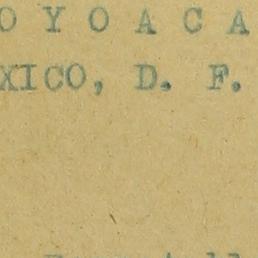 O Y O A C A
XICO, D. F.